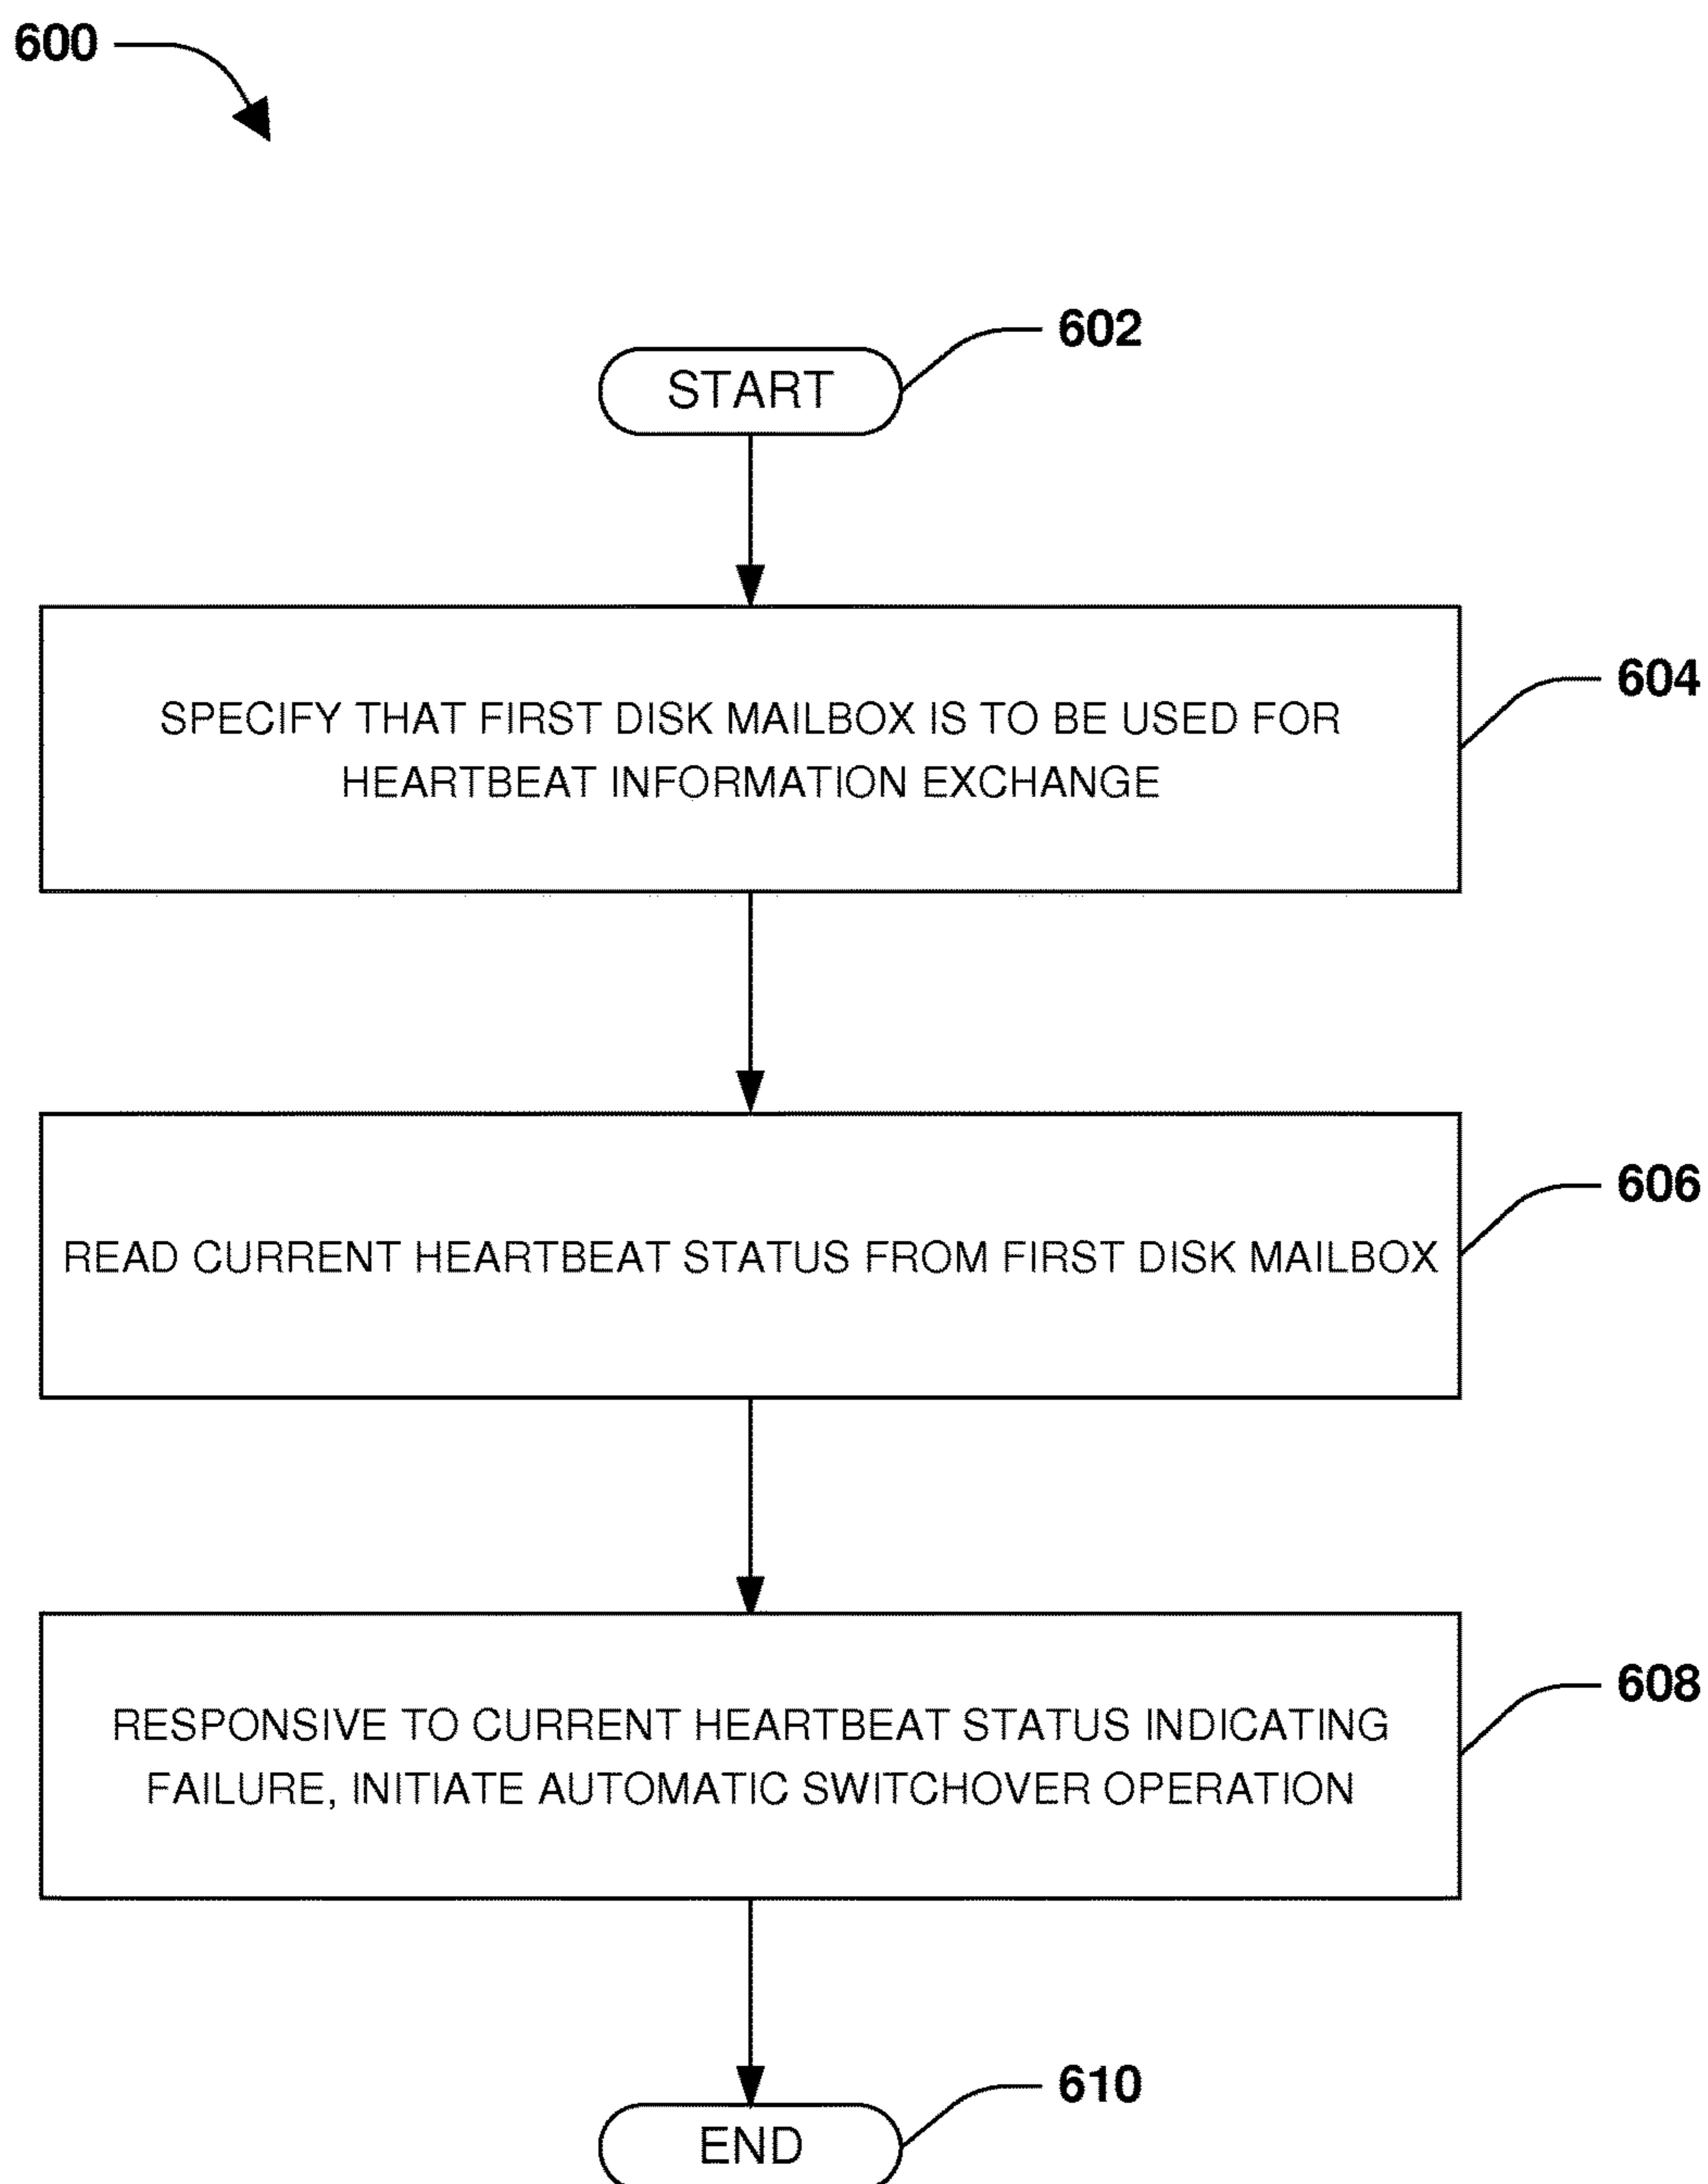 600
602
START
604
SPECIFY THAT FIRST DISK MAILBOX IS TO BE USED FOR
HEARTBEAT INFORMATION EXCHANGE
606
READ CURRENT HEARTBEAT STATUS FROM FIRST DISK MAILBOX
608
RESPONSIVE TO CURRENT HEARTBEAT STATUS INDICATING
FAILURE, INITIATE AUTOMATIC SWITCHOVER OPERATION
610
END